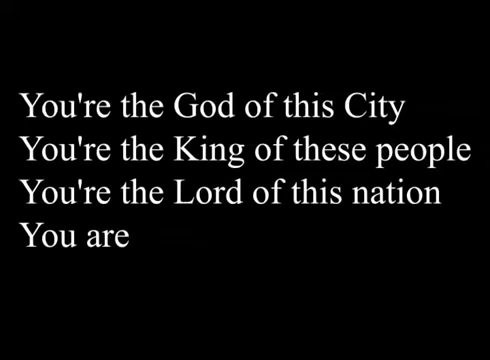 You're the God of this City
You're the King of these people
You're the Lord of this nation
You are